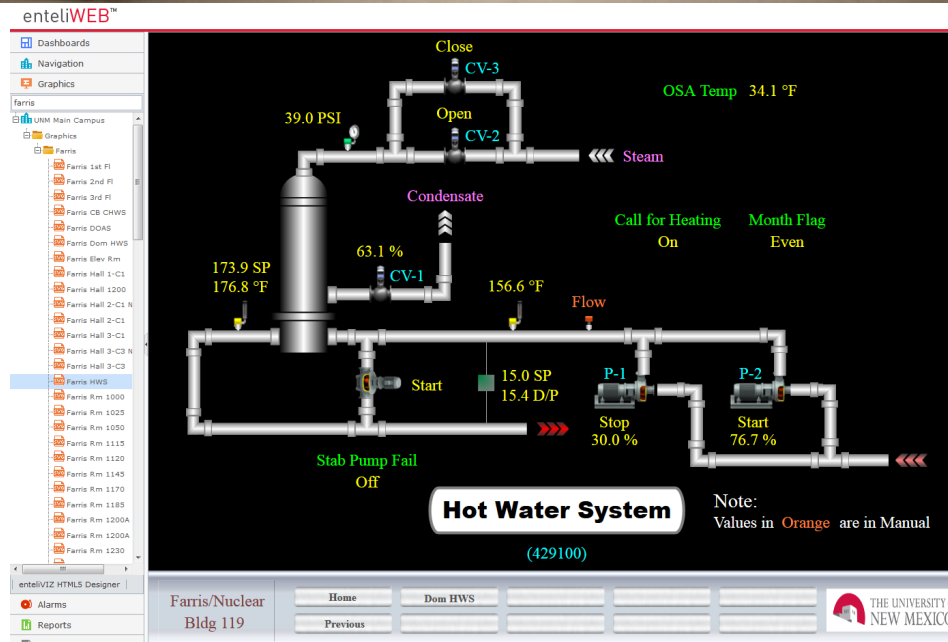 enteliWEB™
Dashboards
Navigation
Graphics
farris
UNM Main Campus
Graphics
Farris
Farris 1st Fl
Farris 2nd Fl
Farris 3rd Fl
Farris CB CHWS
Farris DOAS
Farris Dom HWS
Farris Elev Rm
Farris Hall 1-C1
Farris Hall 1200
Farris Hall 2-C1 N
Farris Hall 2-C1
Farris Hall 3-C1
Farris Hall 3-C3 N
Farris Hall 3-C3
Farris HWS
Farris Rm 1000
Farris Rm 1025
Farris Rm 1050
Farris Rm 1115
Farris Rm 1120
Farris Rm 1145
Farris Rm 1170
Farris Rm 1185
Farris Rm 1200A
Farris Rm 1200A
Farris Rm 1230
enteliVIZ HTML5 Designer
Alarms
Reports
Close
CV-3
OSA Temp 34.1 °F
39.0 PSI
Open
CV-2
Steam
Condensate
Call for Heating
On
Month Flag
Even
63.1 %
CV-1
173.9 SP
176.8 °F
156.6 °F
Flow
Start
15.0 SP
15.4 D/P
P-1
Stop
30.0 %
P-2
Start
76.7 %
Stab Pump Fail
Off
Hot Water System
(429100)
Note:
Values in Orange are in Manual
Farris/Nuclear
Bldg 119
Home
Dom HWS
Previous
THE UNIVERSITY
NEW MEXICO